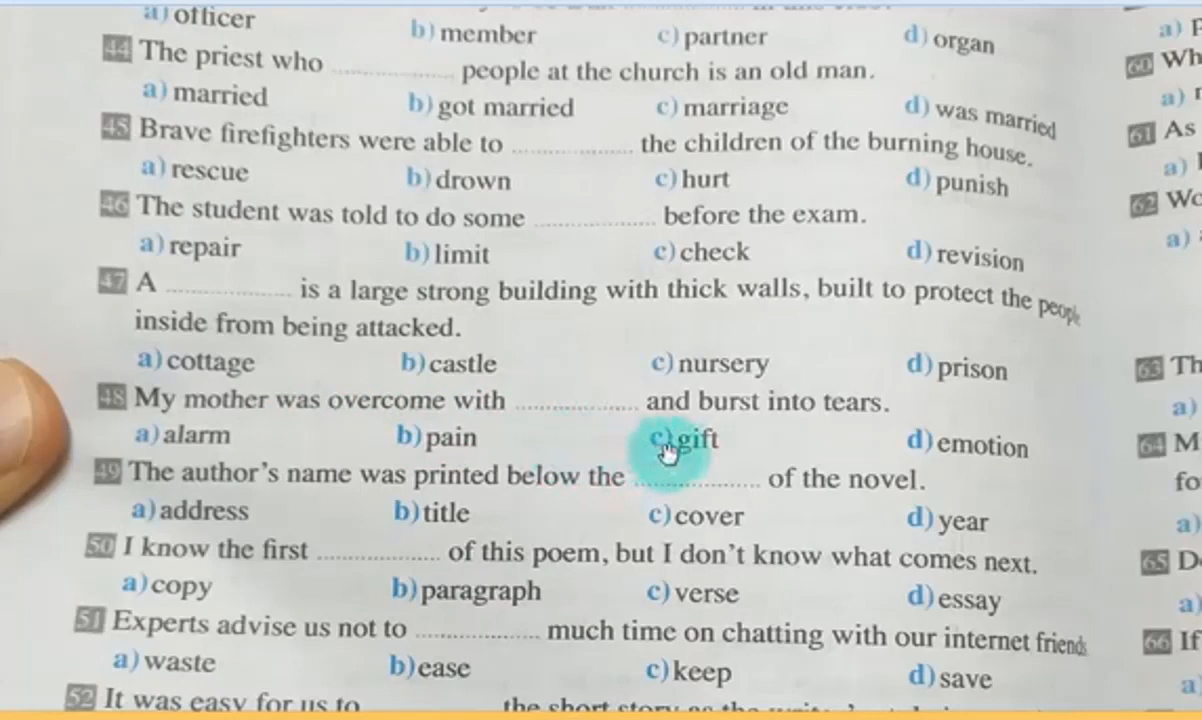 a) officer b) member c) partner d) organ
44 The priest who .............. people at the church is an old man.
a) married b) got married c) marriage d) was married
45 Brave firefighters were able to .............. the children of the burning house.
a) rescue b) drown c) hurt d) punish
46 The student was told to do some .............. before the exam.
a) repair b) limit c) check d) revision
47 A .............. is a large strong building with thick walls, built to protect the people
inside from being attacked.
a) cottage b) castle c) nursery d) prison
48 My mother was overcome with .............. and burst into tears.
a) alarm b) pain c) gift d) emotion
49 The author's name was printed below the .............. of the novel.
a) address b) title c) cover d) year
50 I know the first .............. of this poem, but I don't know what comes next.
a) copy b) paragraph c) verse d) essay
51 Experts advise us not to .............. much time on chatting with our internet friends
a) waste b) ease c) keep d) save
52 It was easy for us to .............. the short story as the
a)
60 Wh
a)
61 As
a)
62 Wo
a)
63 Th
a)
64 M
fo
a)
65 D
a)
66 If
a)